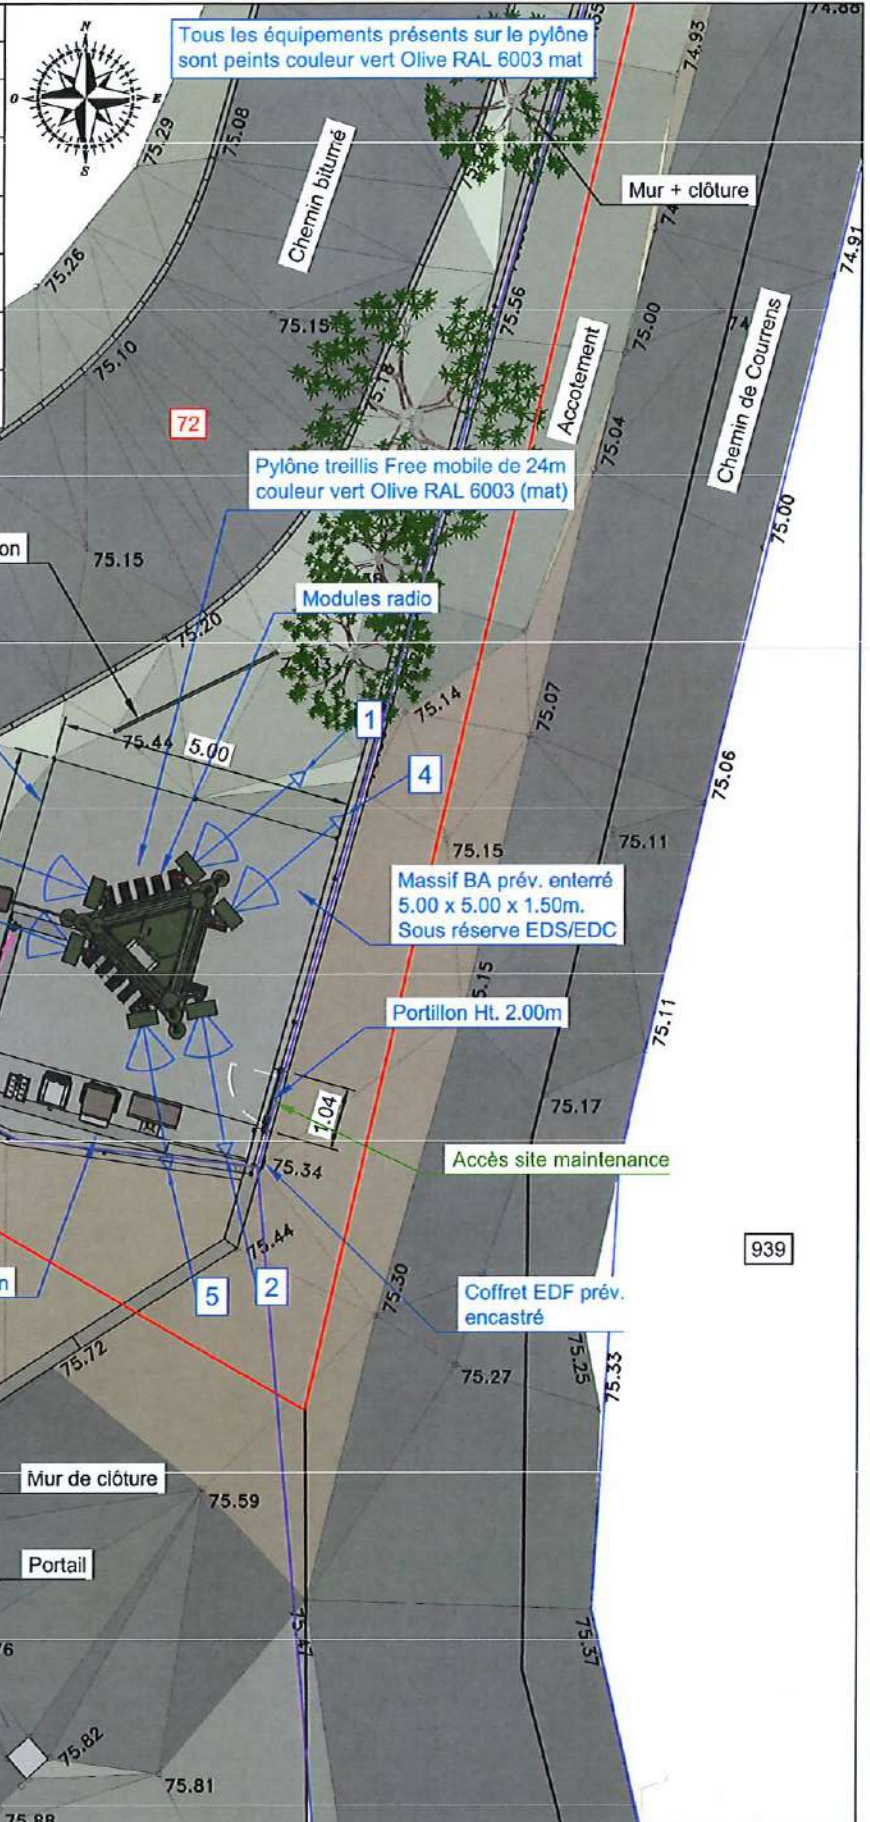 Tous les équipements présents sur le pylône
sont peints couleur vert Olive RAL 6003 mat
N
O
E
S
74.88
74.93
75.29
75.08
Chemin bitumé
Mur + clôture
74.91
75.26
75.56
75.15
75.00
Accotement
Chemin de Courrens
75.10
75.18
72
75.04
Pylône treillis Free mobile de 24m
couleur vert Olive RAL 6003 (mat)
75.00
on
75.15
Modules radio
75.20
75.14
75.07
1
75.44
5.00
4
75.06
75.15
75.11
Massif BA prév. enterré
5.00 x 5.00 x 1.50m.
Sous réserve EDS/EDC
Portillon Ht. 2.00m
75.11
1.04
75.17
75.34
Accès site maintenance
75.44
939
n
5
2
75.30
Coffret EDF prév.
encastré
75.72
75.27
75.25
75.33
Mur de clôture
75.59
Portail
75.37
75.82
75.81
75.88